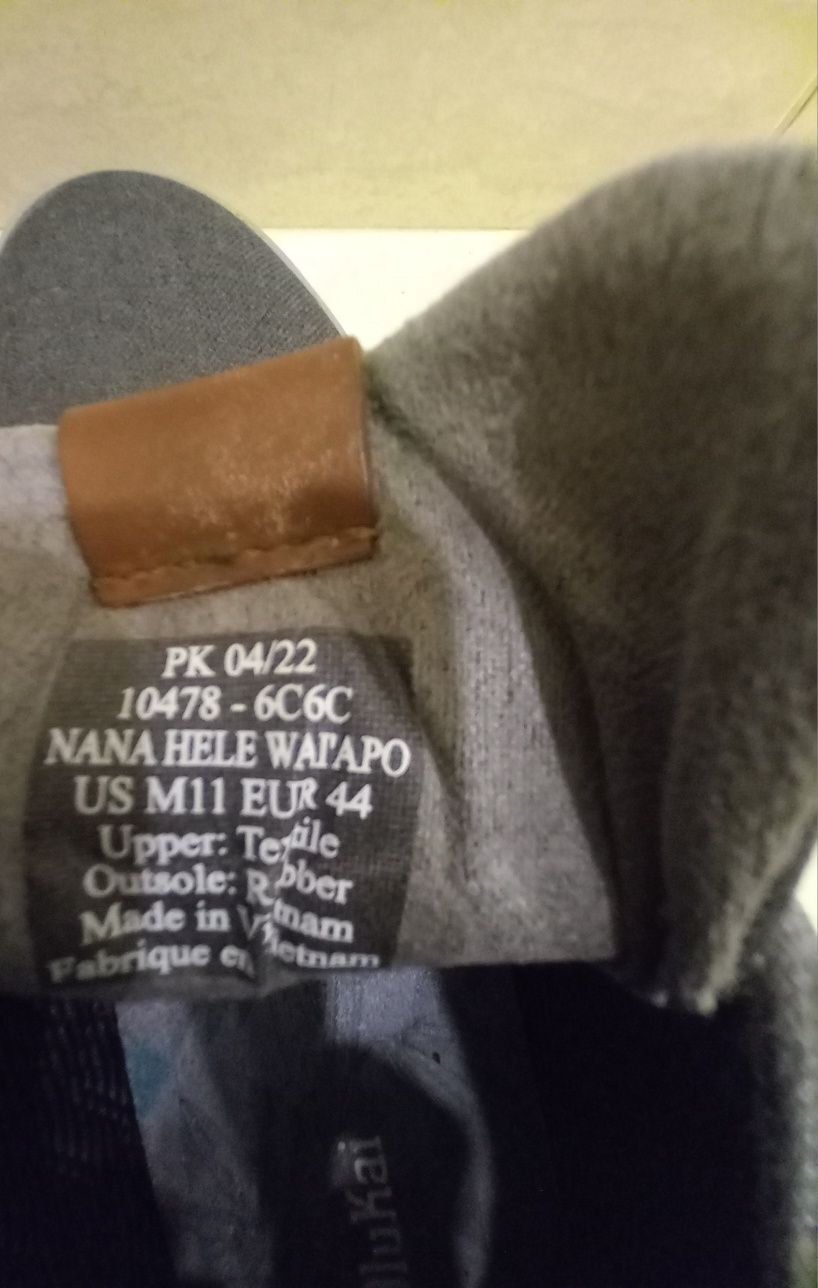 PK 04/22
10478 - 6C6C
NANA HELE WAI'APO
US M11 EUR 44
Upper: Textile
Outsole: Rubber
Made in Vietnam
Fabrique en Vietnam
OluKai